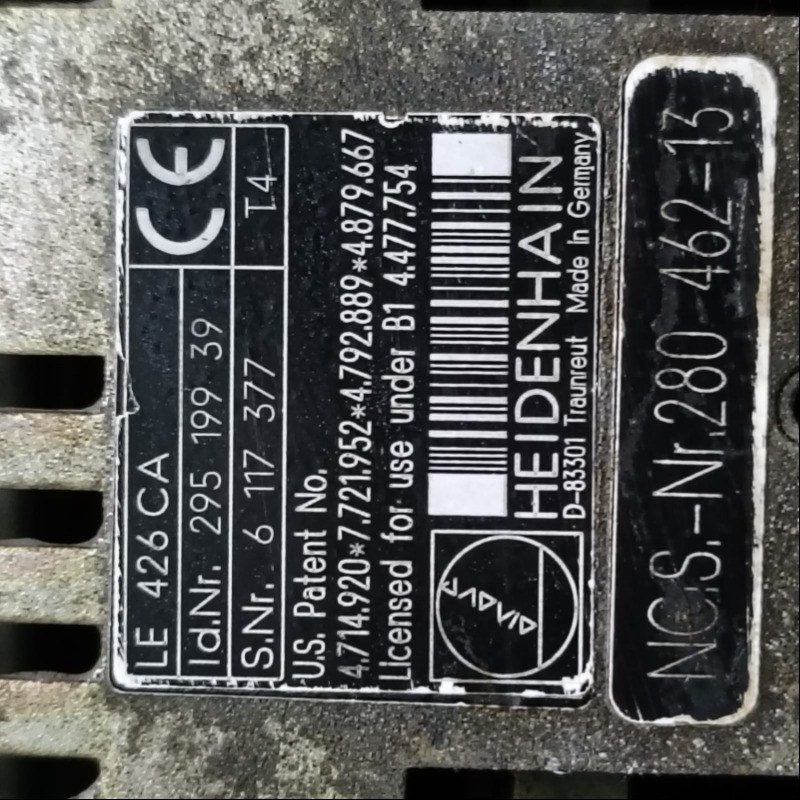 LE 426 CA
CE
Id.Nr. 295 199 39
S.Nr. 6 117 377
T4
U.S. Patent No.
4.714.920*7.721.952*4.792.889*4.879.667
Licensed for use under B1 4.477.754
DIADUR
HEIDENHAIN
D-83301 Traunreut Made In Germany
NC.S.-Nr.280 462-13